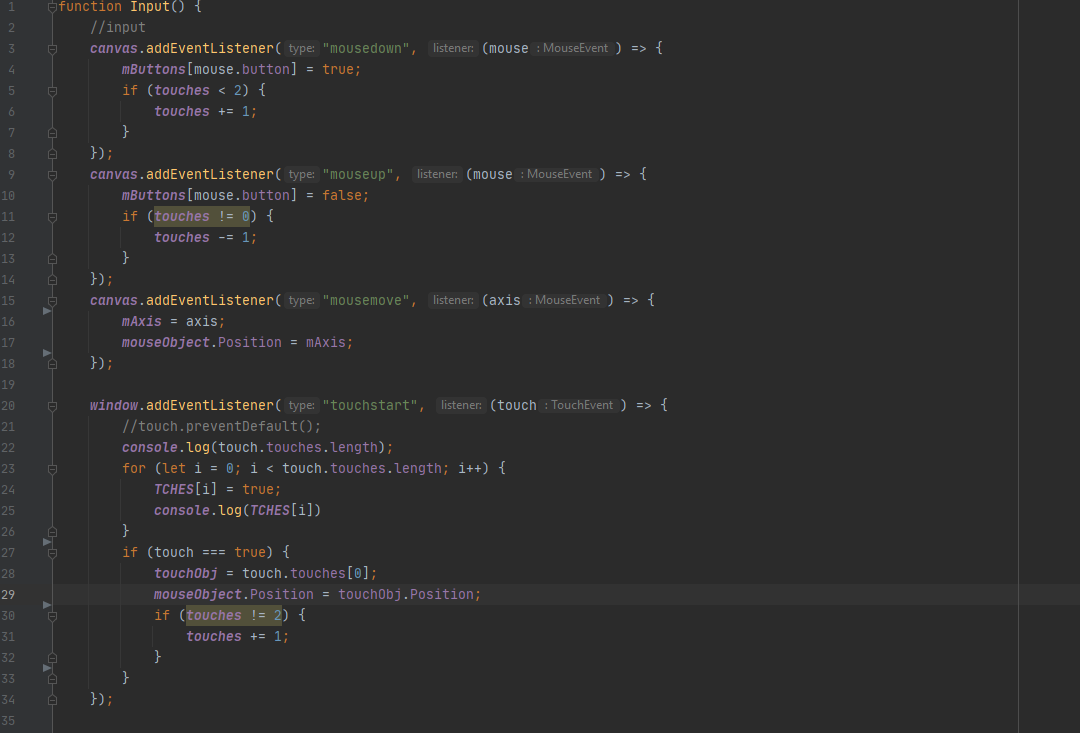 1 function Input() {
2 //input
3 canvas.addEventListener( type: "mousedown", listener: (mouse : MouseEvent ) => {
4 mButtons[mouse.button] = true;
5 if (touches < 2) {
6 touches += 1;
7 }
8 });
9 canvas.addEventListener( type: "mouseup", listener: (mouse : MouseEvent ) => {
10 mButtons[mouse.button] = false;
11 if (touches != 0) {
12 touches -= 1;
13 }
14 });
15 canvas.addEventListener( type: "mousemove", listener: (axis : MouseEvent ) => {
16 mAxis = axis;
17 mouseObject.Position = mAxis;
18 });
19
20 window.addEventListener( type: "touchstart", listener: (touch : TouchEvent ) => {
21 //touch.preventDefault();
22 console.log(touch.touches.length);
23 for (let i = 0; i < touch.touches.length; i++) {
24 TCHES[i] = true;
25 console.log(TCHES[i])
26 }
27 if (touch === true) {
28 touchObj = touch.touches[0];
29 mouseObject.Position = touchObj.Position;
30 if (touches != 2) {
31 touches += 1;
32 }
33 }
34 });
35